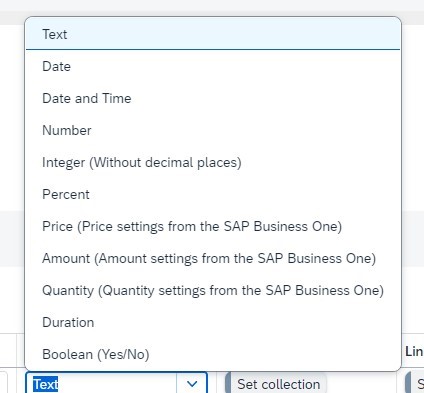 Text
Date
Date and Time
Number
Integer (Without decimal places)
Percent
Price (Price settings from the SAP Business One)
Amount (Amount settings from the SAP Business One)
Quantity (Quantity settings from the SAP Business One)
Duration
Boolean (Yes/No)
Lin
Text Set collection S